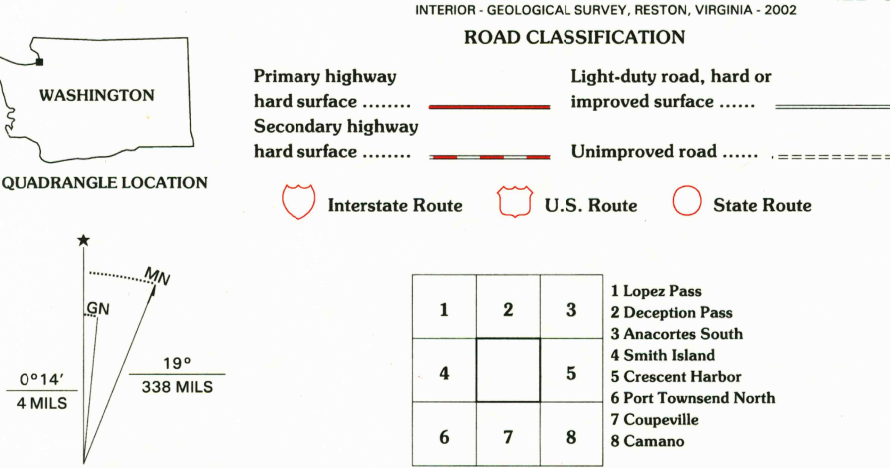 INTERIOR - GEOLOGICAL SURVEY, RESTON, VIRGINIA - 2002
ROAD CLASSIFICATION
Primary highway
hard surface ........
Light-duty road, hard or
improved surface ......
Secondary highway
hard surface ........
Unimproved road ......
Interstate Route
U.S. Route
State Route
WASHINGTON
QUADRANGLE LOCATION
★
MN
GN
0°14′
4 MILS
19°
338 MILS
1 2 3
4 5
6 7 8
1 Lopez Pass
2 Deception Pass
3 Anacortes South
4 Smith Island
5 Crescent Harbor
6 Port Townsend North
7 Coupeville
8 Camano